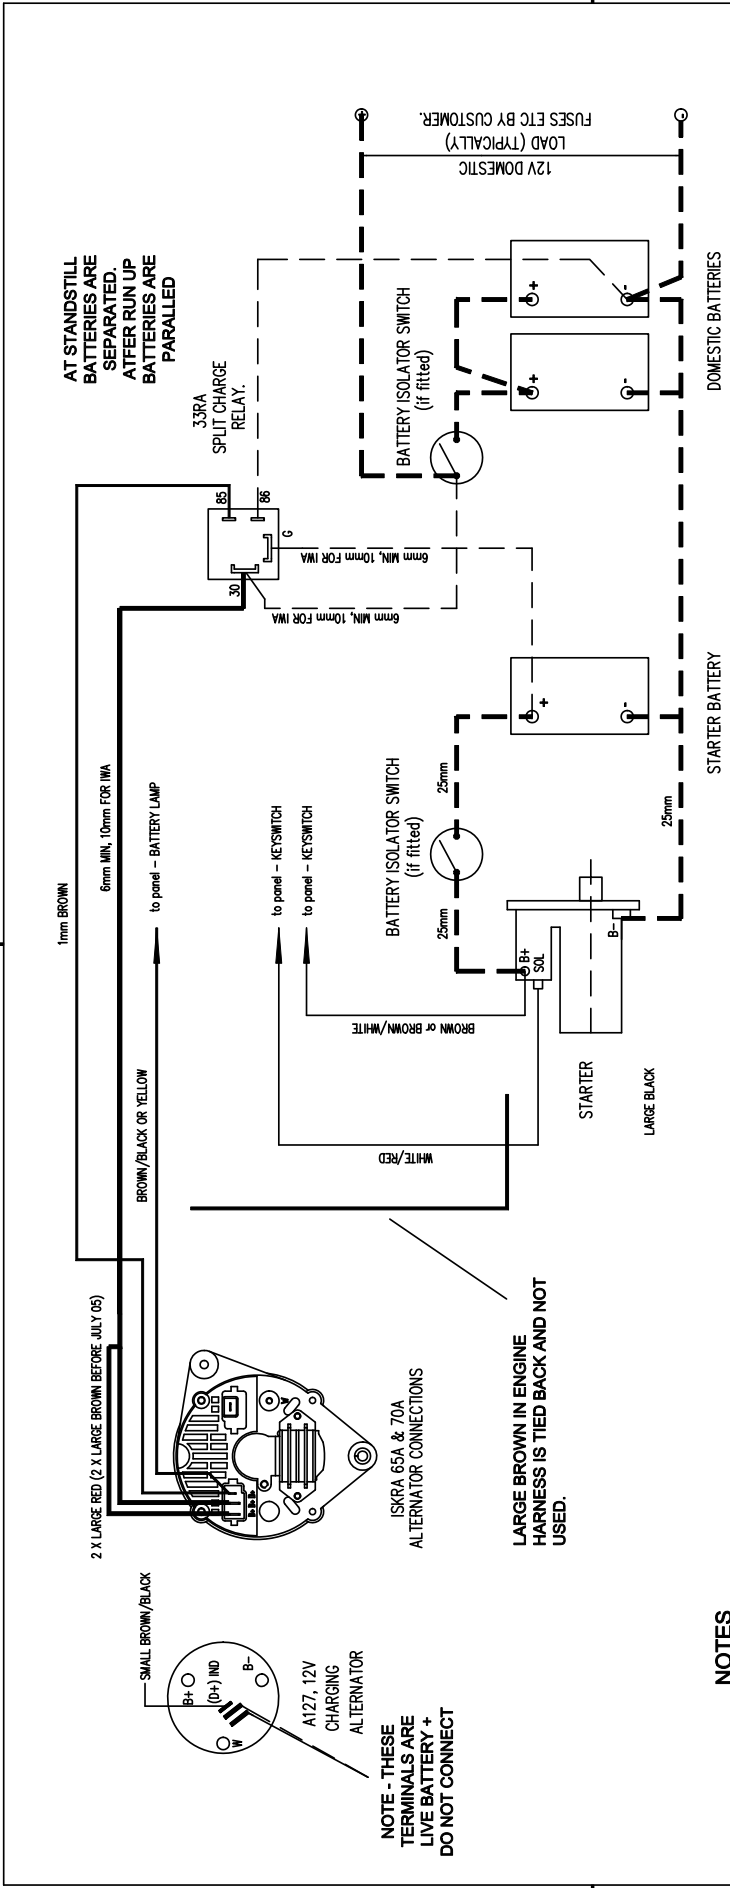 AT STANDSTILL
BATTERIES ARE
SEPARATED.
ATFER RUN UP
BATTERIES ARE
PARALLED
12V DOMESTIC
LOAD (TYPICALLY)
FUSES ETC BY CUSTOMER.
33RA
SPLIT CHARGE
RELAY.
85
86
30
G
6mm MIN, 10mm FOR IWA
6mm MIN, 10mm FOR IWA
BATTERY ISOLATOR SWITCH
(if fitted)
+
-
+
-
DOMESTIC BATTERIES
1mm BROWN
6mm MIN, 10mm FOR IWA
to panel - BATTERY LAMP
to panel - KEYSWITCH
to panel - KEYSWITCH
BATTERY ISOLATOR SWITCH
(if fitted)
25mm
25mm
25mm
+
-
STARTER BATTERY
BROWN/BLACK OR YELLOW
BROWN or BROWN/WHITE
WHITE/RED
B+
SOL
B-
STARTER
LARGE BLACK
2 X LARGE RED (2 X LARGE BROWN BEFORE JULY 05)
W
B+
B+
D+
ISKRA 65A & 70A
ALTERNATOR CONNECTIONS
LARGE BROWN IN ENGINE
HARNESS IS TIED BACK AND NOT
USED.
SMALL BROWN/BLACK
B+
(D+) IND
B-
W
A127, 12V
CHARGING
ALTERNATOR
NOTE - THESE
TERMINALS ARE
LIVE BATTERY +
DO NOT CONNECT
NOTES